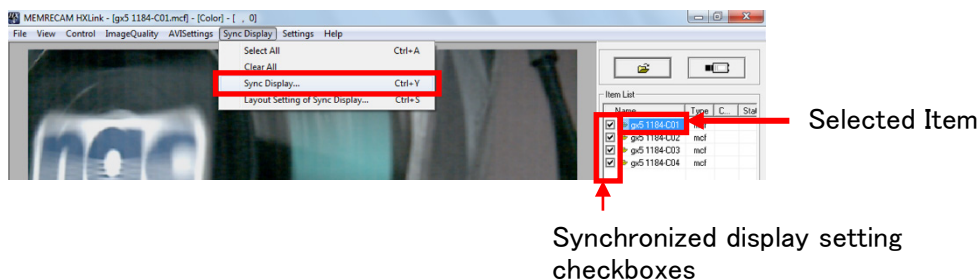 MEMRECAM HXLink - [gx5 1184-C01.mcf] - [Color] - [ , 0]
File View Control ImageQuality AVISettings Sync Display Settings Help
Select All Ctrl+A
Clear All
Sync Display... Ctrl+Y
Layout Setting of Sync Display... Ctrl+S
Item List
Name Type C... Stat
gx5 1184-C01 mcf
gx5 1184-C02 mcf
gx5 1184-C03 mcf
gx5 1184-C04 mcf
Selected Item
Synchronized display setting
checkboxes